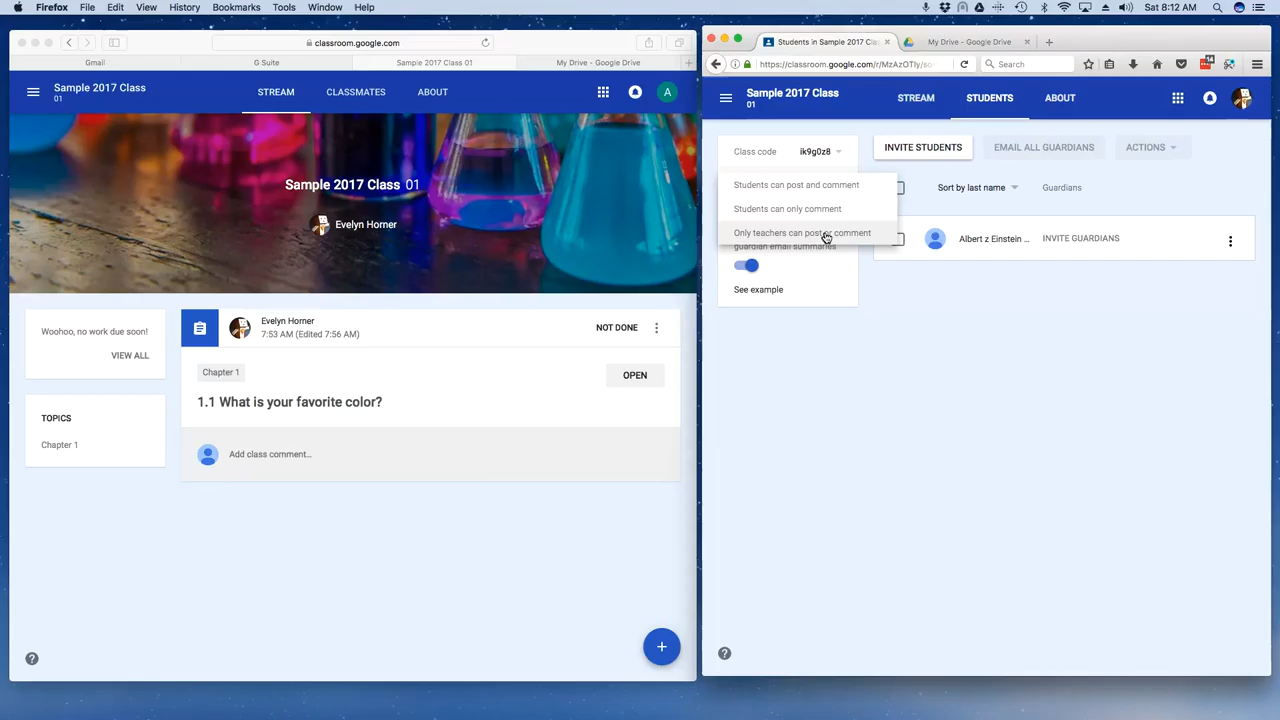 Firefox File Edit View History Bookmarks Tools Window Help
Sat 8:12 AM
classroom.google.com
Gmail G-Suite Sample 2017 Class 01 My Drive - Google Drive +
Sample 2017 Class
01
STREAM CLASSMATES ABOUT
A
Sample 2017 Class 01
Evelyn Horner
Woohoo, no work due soon!
VIEW ALL
TOPICS
Chapter 1
Evelyn Horner
7:53 AM (Edited 7:56 AM)
NOT DONE
Chapter 1
OPEN
1.1 What is your favorite color?
Add class comment...
+
?
Students in Sample 2017 Clas × My Drive - Google Drive × +
https://classroom.google.com/r/MzAzOTIy/so
Search
14
Sample 2017 Class
01
STREAM STUDENTS ABOUT
Class code ik9g0z8
Students can post and comment
Students can only comment
Only teachers can post or comment
guardian email summaries
See example
INVITE STUDENTS EMAIL ALL GUARDIANS ACTIONS
Sort by last name Guardians
Albert z Einstein ... INVITE GUARDIANS
?